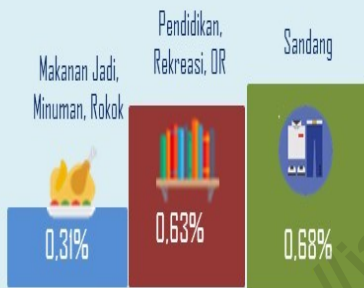 Makanan Jadi,
Minuman, Rokok
0,31%
Pendidikan,
Rekreasi, OR
0,63%
Sandang
0,68%